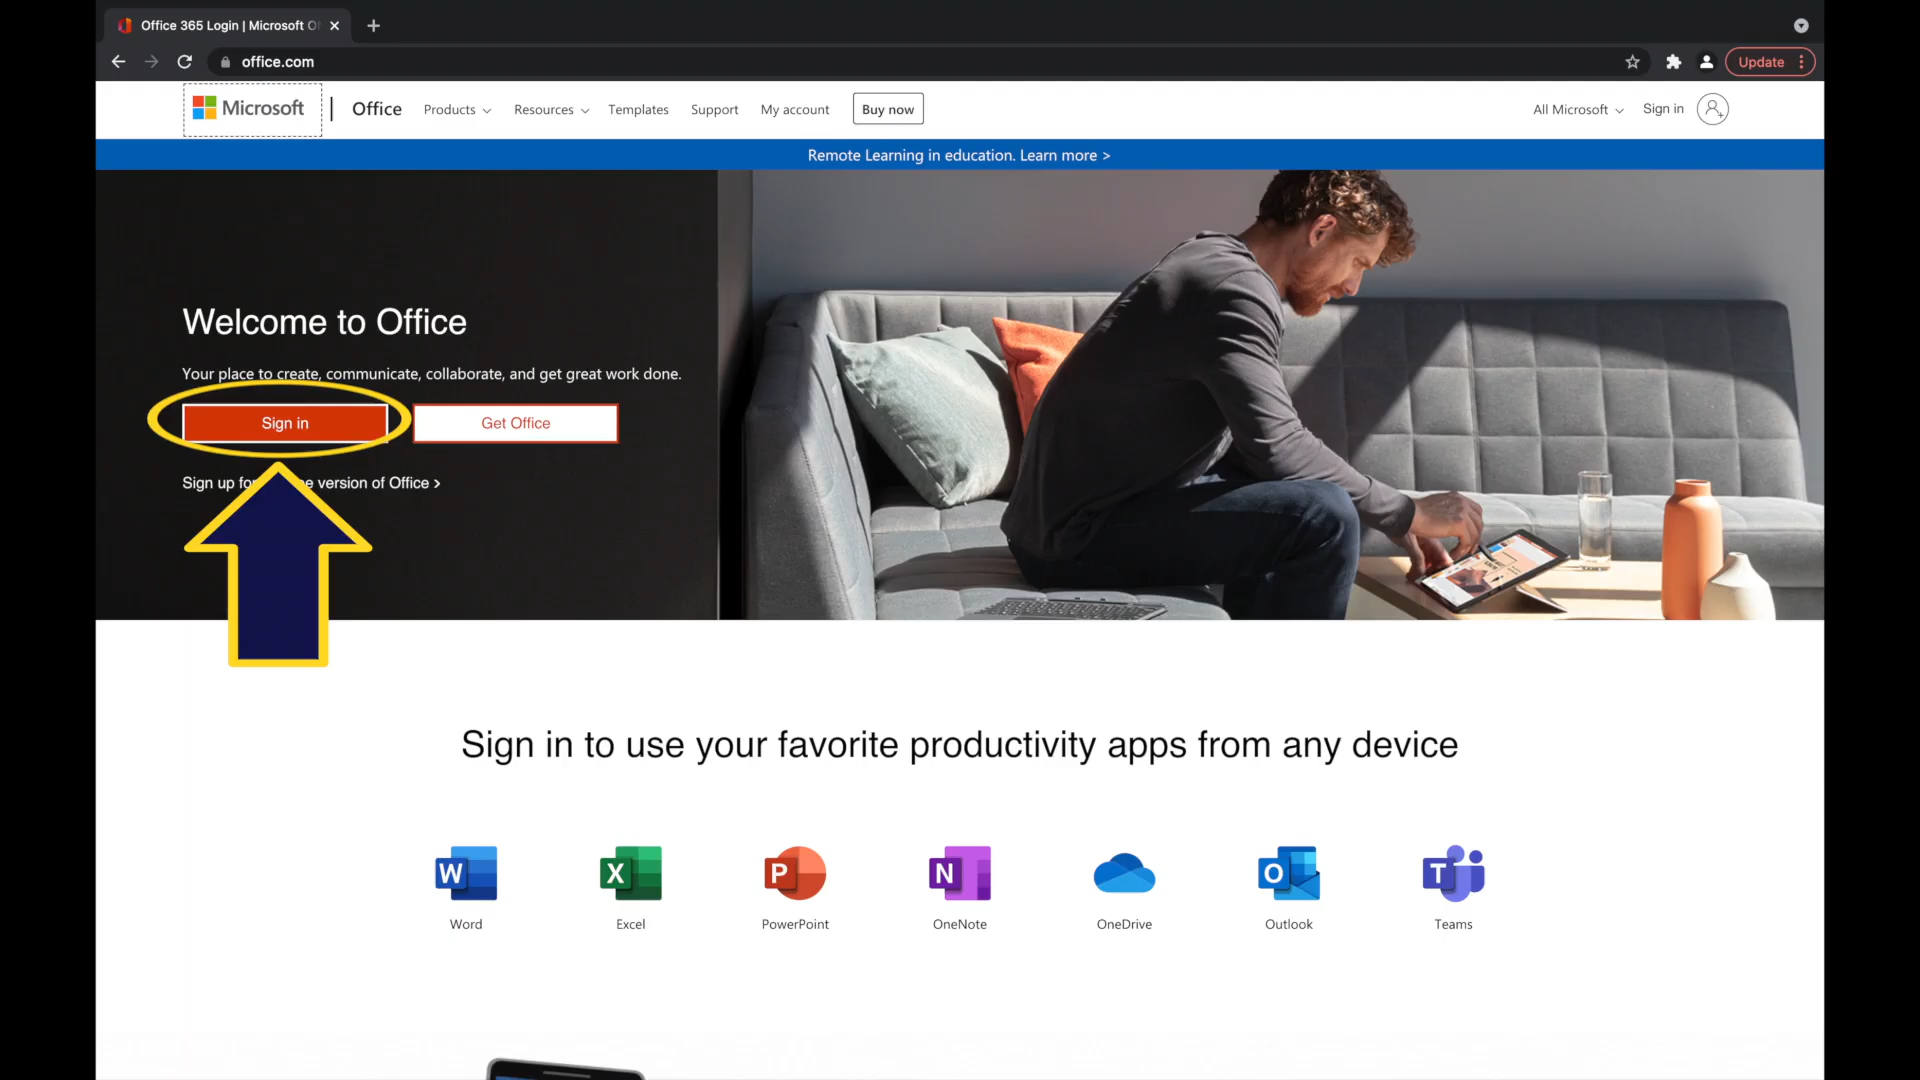 Office 365 Login | Microsoft O
office.com
Update
Microsoft
Office
Products
Resources
Templates
Support
My account
Buy now
All Microsoft
Sign in
Remote Learning in education. Learn more >
Welcome to Office
Your place to create, communicate, collaborate, and get great work done.
Sign in
Get Office
Sign up version of Office >
Sign in to use your favorite productivity apps from any device
W
X
P
N
O
T
Word
Excel
PowerPoint
OneNote
OneDrive
Outlook
Teams